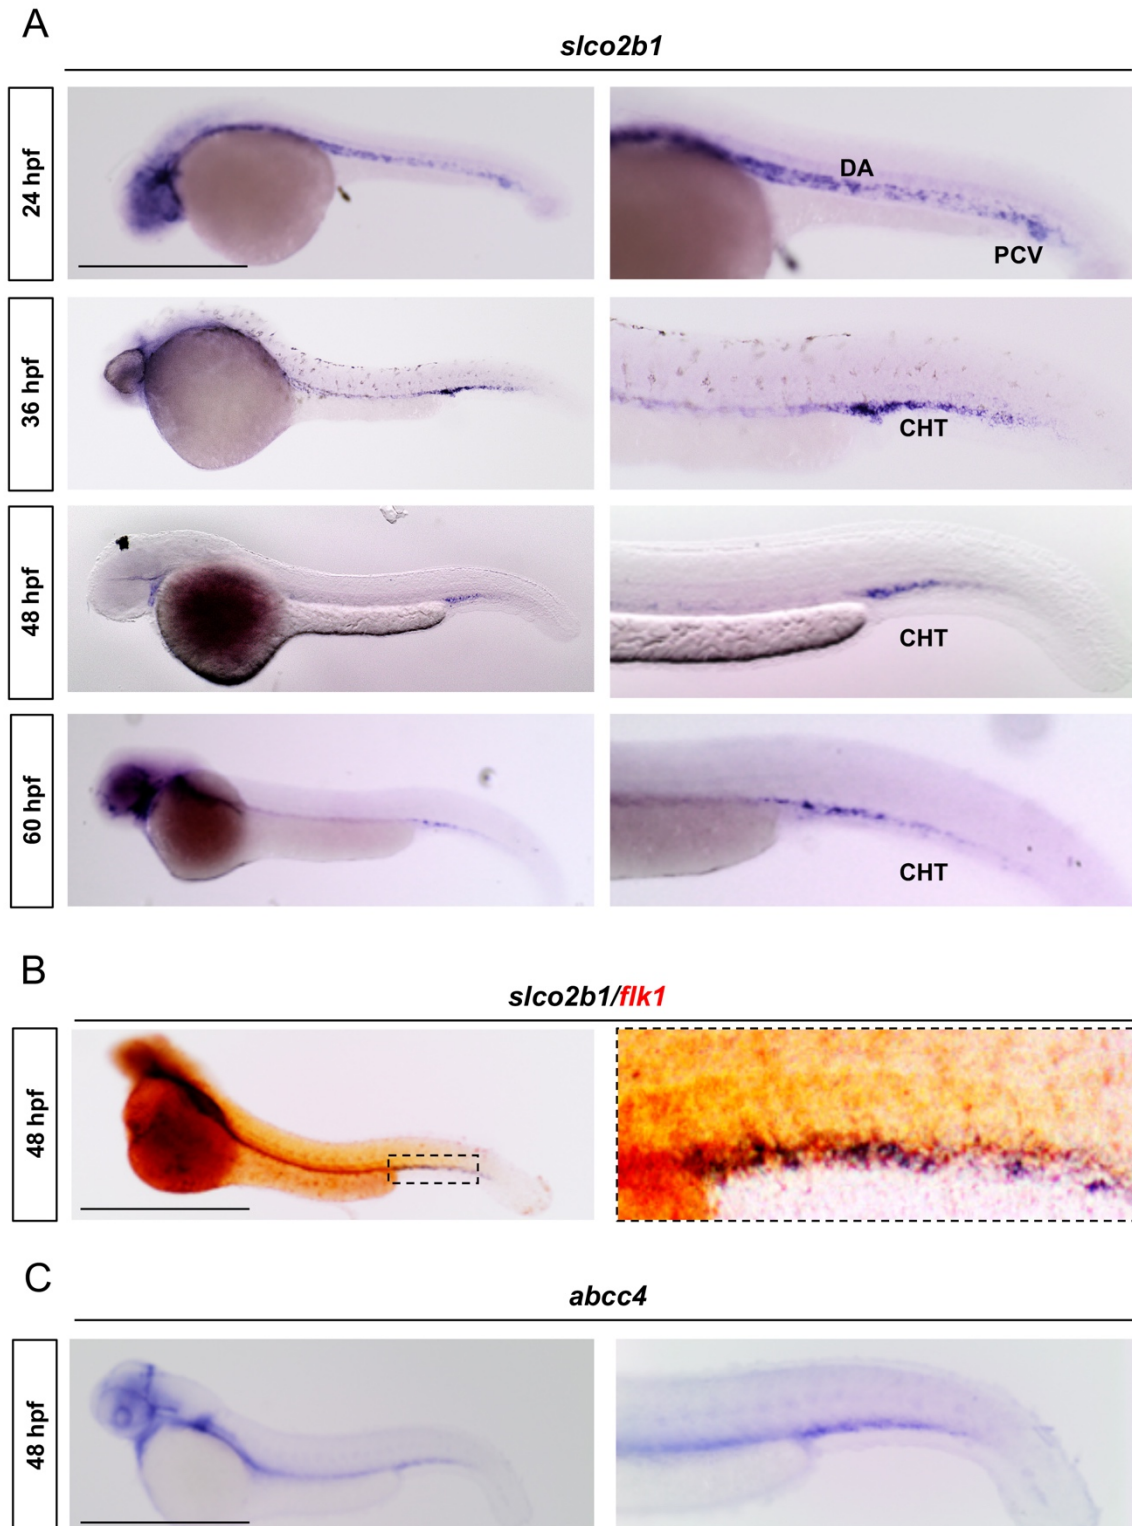 A
slco2b1
24 hpf
DA
PCV
36 hpf
CHT
48 hpf
CHT
60 hpf
CHT
B
slco2b1/flk1
48 hpf
C
abcc4
48 hpf